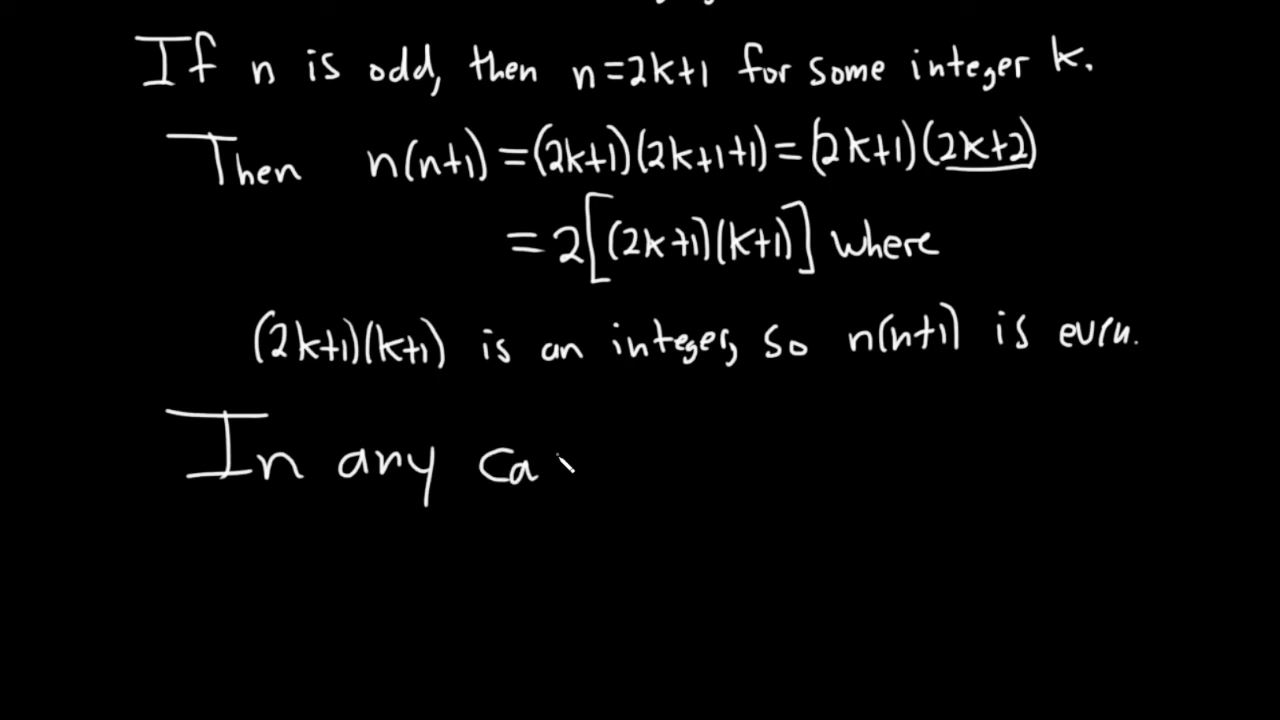 If n is odd, then n=2k+1 for some integer k.
Then n(n+1) = (2k+1)(2k+1+1) = (2k+1)(2k+2)
= 2[(2k+1)(k+1)] where
(2k+1)(k+1) is an integer, so n(n+1) is even.
In any ca